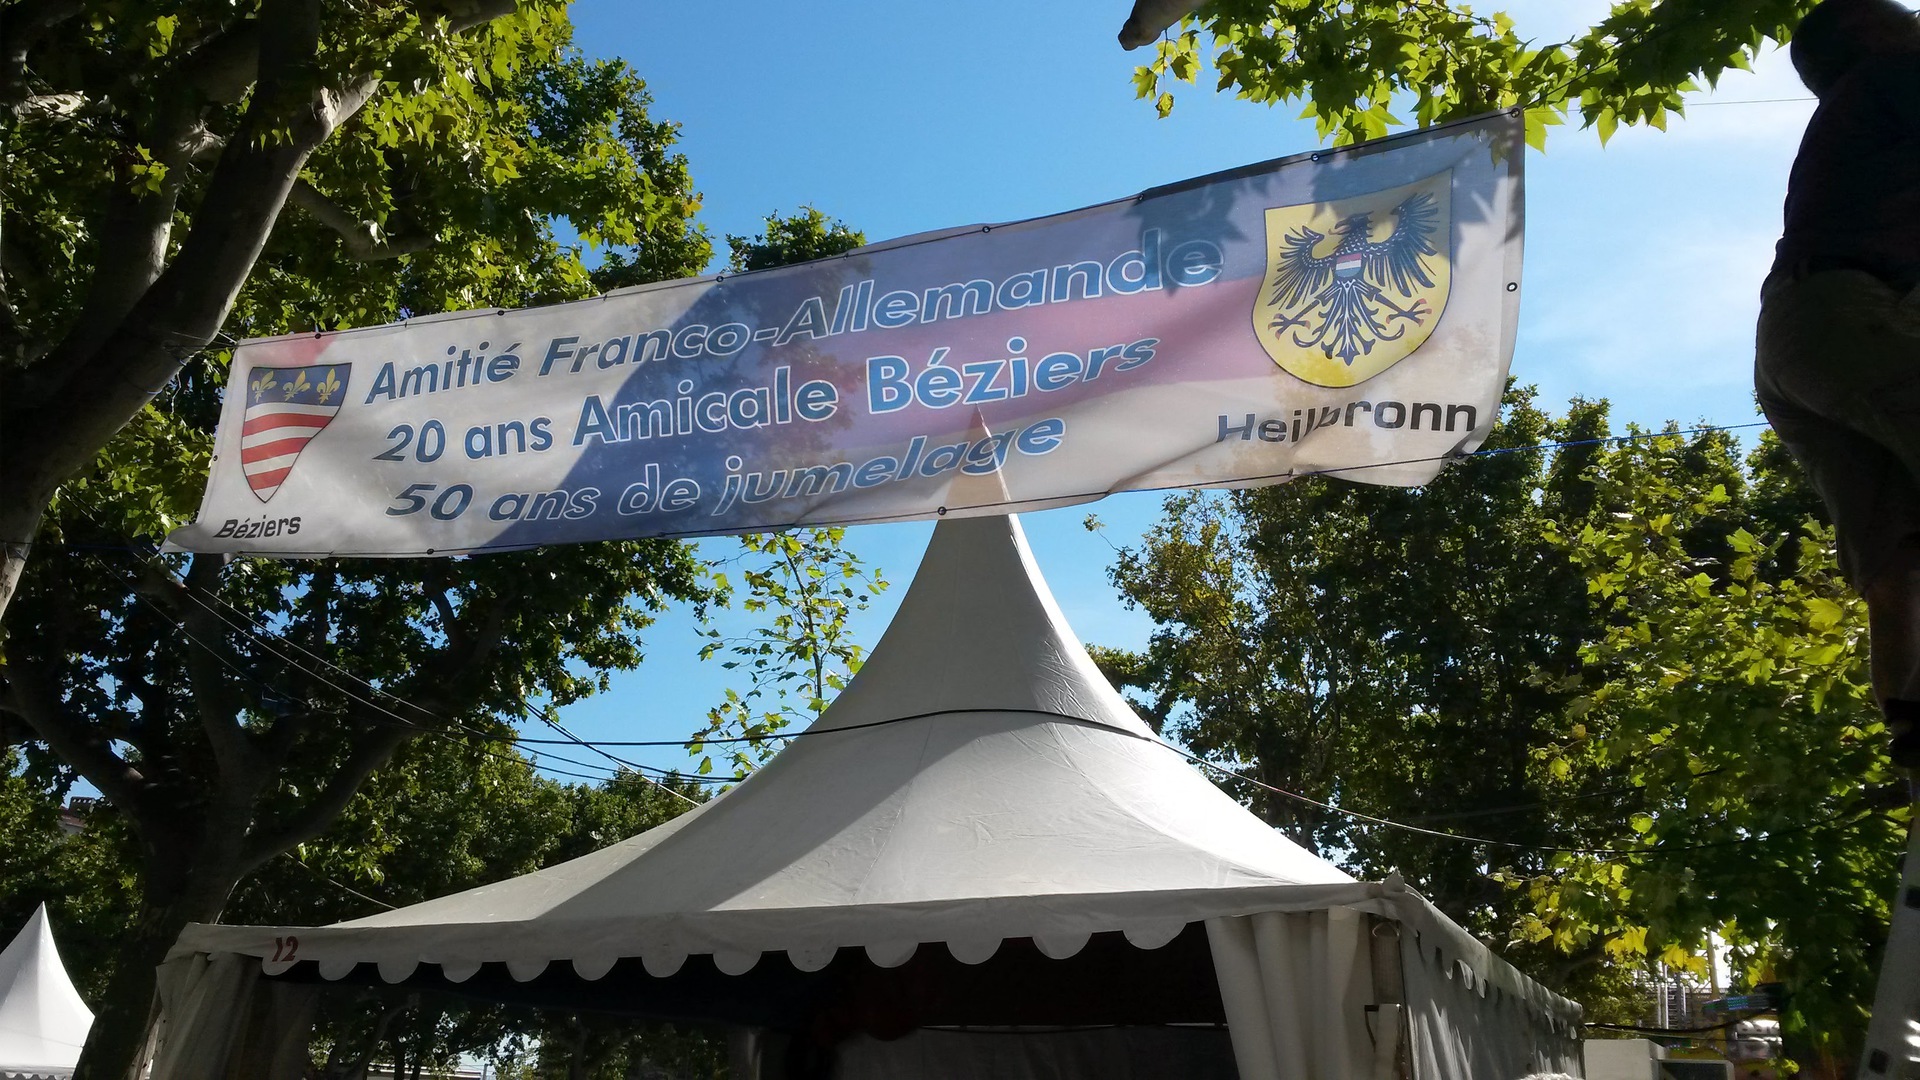 Amitié Franco-Allemande
20 ans Amicale Béziers
50 ans de jumelage
Béziers
Heilbronn
12